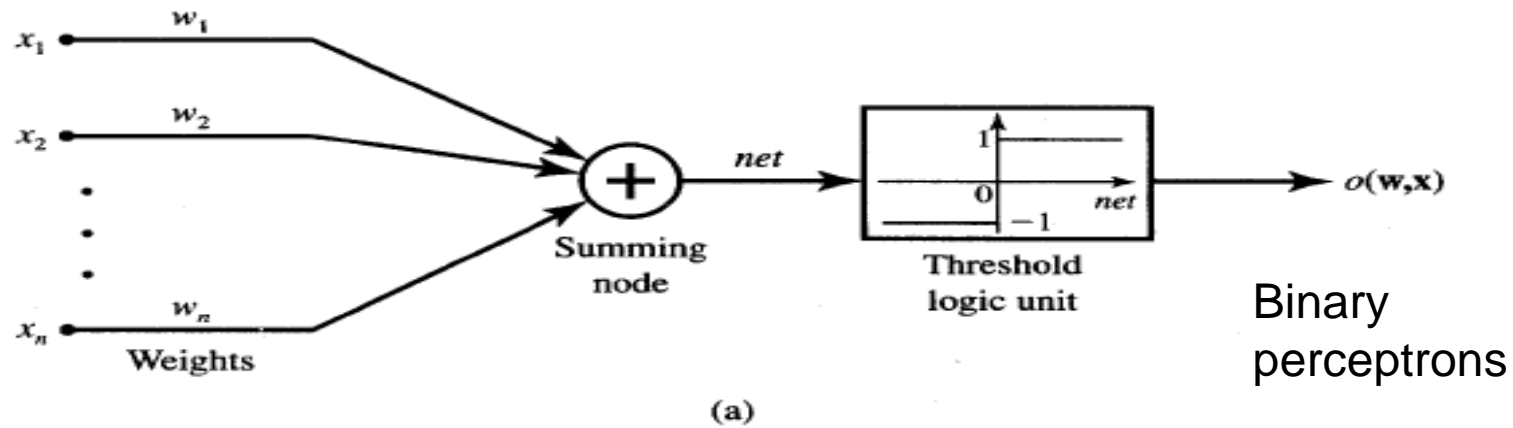 w₁
x₁
w₂
x₂
net
1
0
net
−1
o(w,x)
Summing
node
Threshold
logic unit
wₙ
xₙ
Weights
Binary
perceptrons
(a)